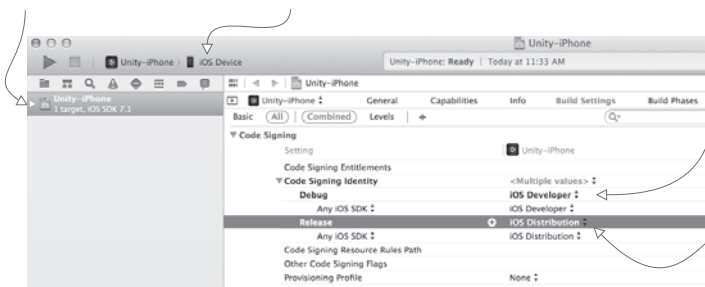 Unity-iPhone
Unity-iPhone iOS Device
Unity-iPhone: Ready | Today at 11:33 AM
Unity-iPhone
Unity-iPhone
1 target, iOS SDK 7.1
Unity-iPhone General Capabilities Info Build Settings Build Phases
Basic All Combined Levels +
Code Signing
Setting Unity-iPhone
Code Signing Entitlements
Code Signing Identity <Multiple values>
Debug iOS Developer
Any iOS SDK iOS Developer
Release iOS Distribution
Any iOS SDK iOS Distribution
Code Signing Resource Rules Path
Other Code Signing Flags
Provisioning Profile None